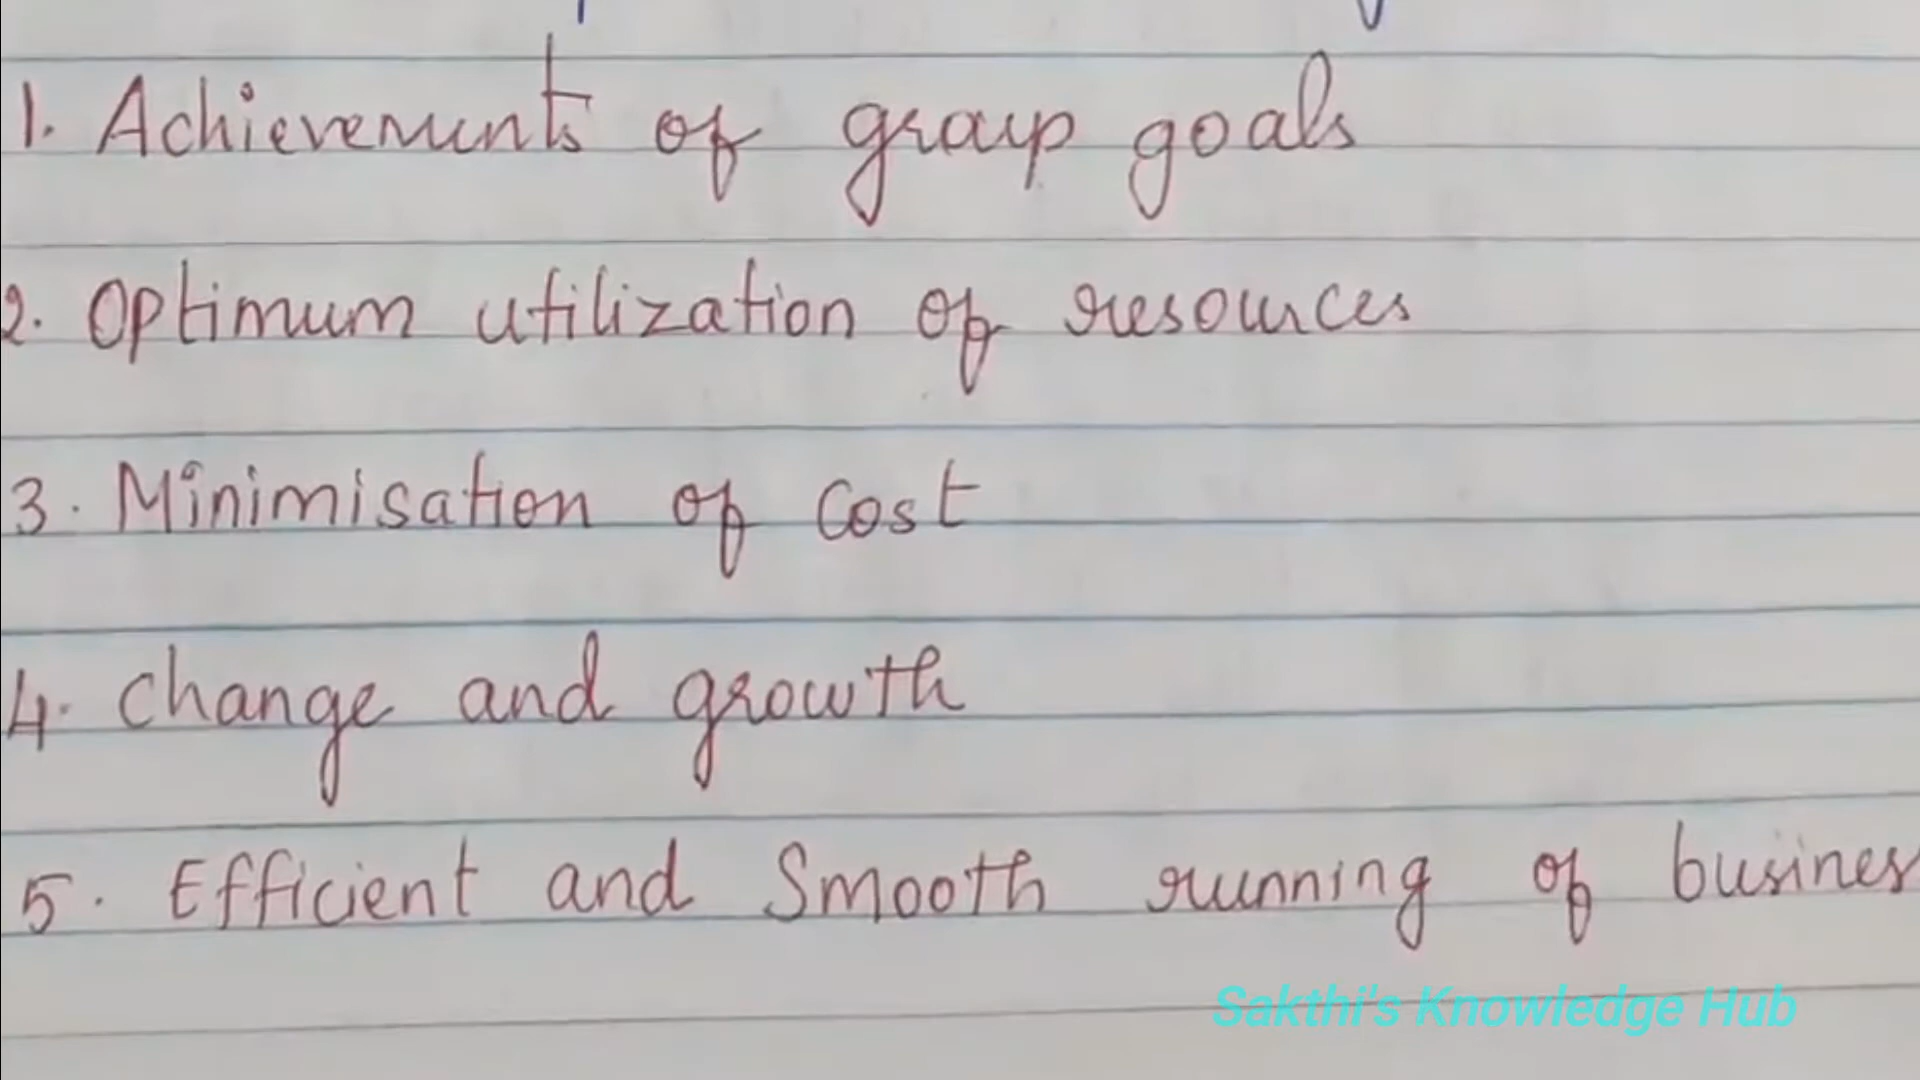 1. Achievements of group goals
2. Optimum utilization of resources
3. Minimisation of Cost
4. Change and growth
5. Efficient and Smooth running of busines
Sakthi's Knowledge Hub